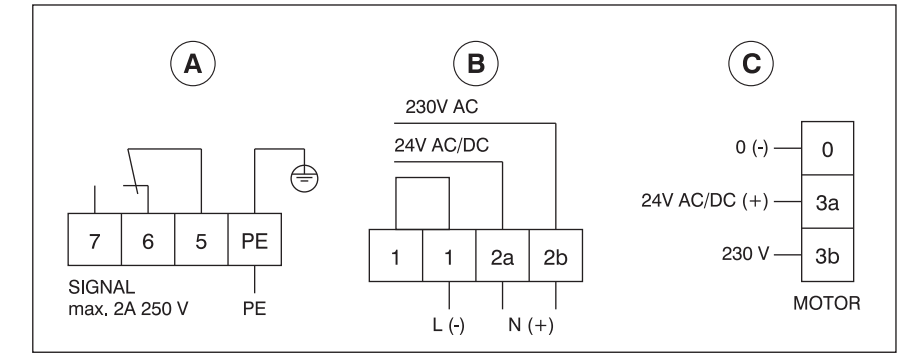 A
7 6 5 PE
SIGNAL
max. 2A 250 V
PE
B
230V AC
24V AC/DC
1 1 2a 2b
L (-) N (+)
C
0 (-) 0
24V AC/DC (+) 3a
230 V 3b
MOTOR